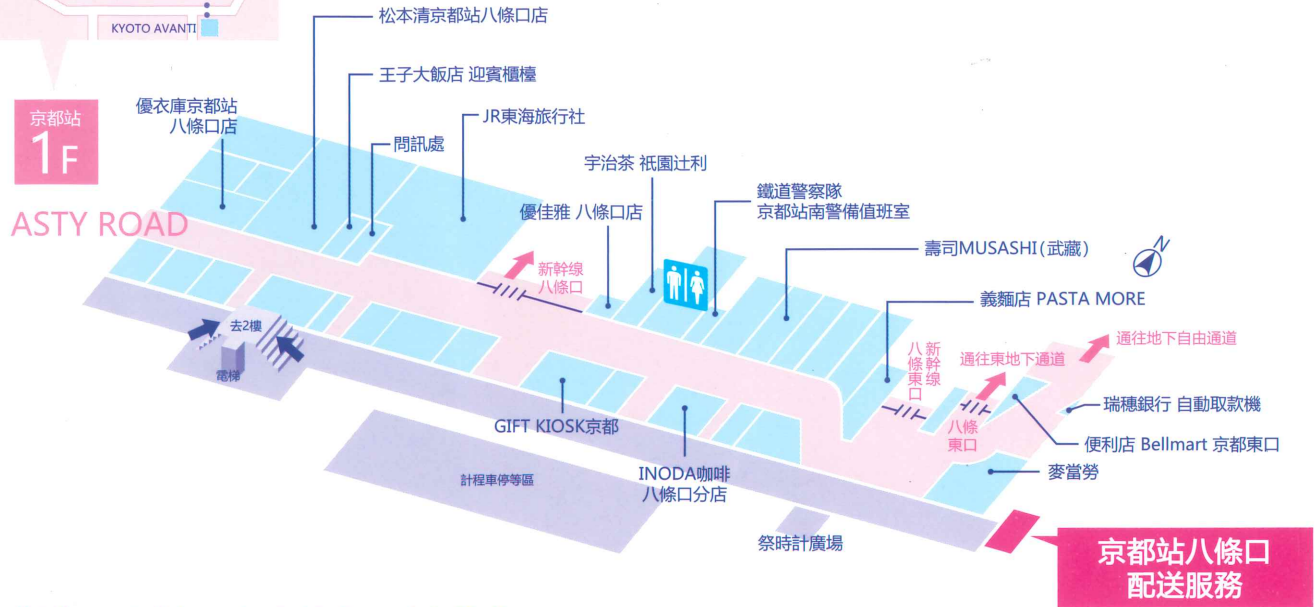 KYOTO AVANTI
京都站
1F
ASTY ROAD
松本清京都站八條口店
王子大飯店 迎賓櫃檯
優衣庫京都站
八條口店
問訊處
JR東海旅行社
宇治茶 祇園辻利
優佳雅 八條口店
鐵道警察隊
京都站南警備值班室
壽司MUSASHI(武藏)
義麵店 PASTA MORE
N
新幹線
八條口
去2樓
電梯
新幹線
八條東口
通往東地下通道
通往地下自由通道
八條
東口
瑞穗銀行 自動取款機
便利店 Bellmart 京都東口
麥當勞
GIFT KIOSK京都
INODA咖啡
八條口分店
計程車停等區
祭時計廣場
京都站八條口
配送服務